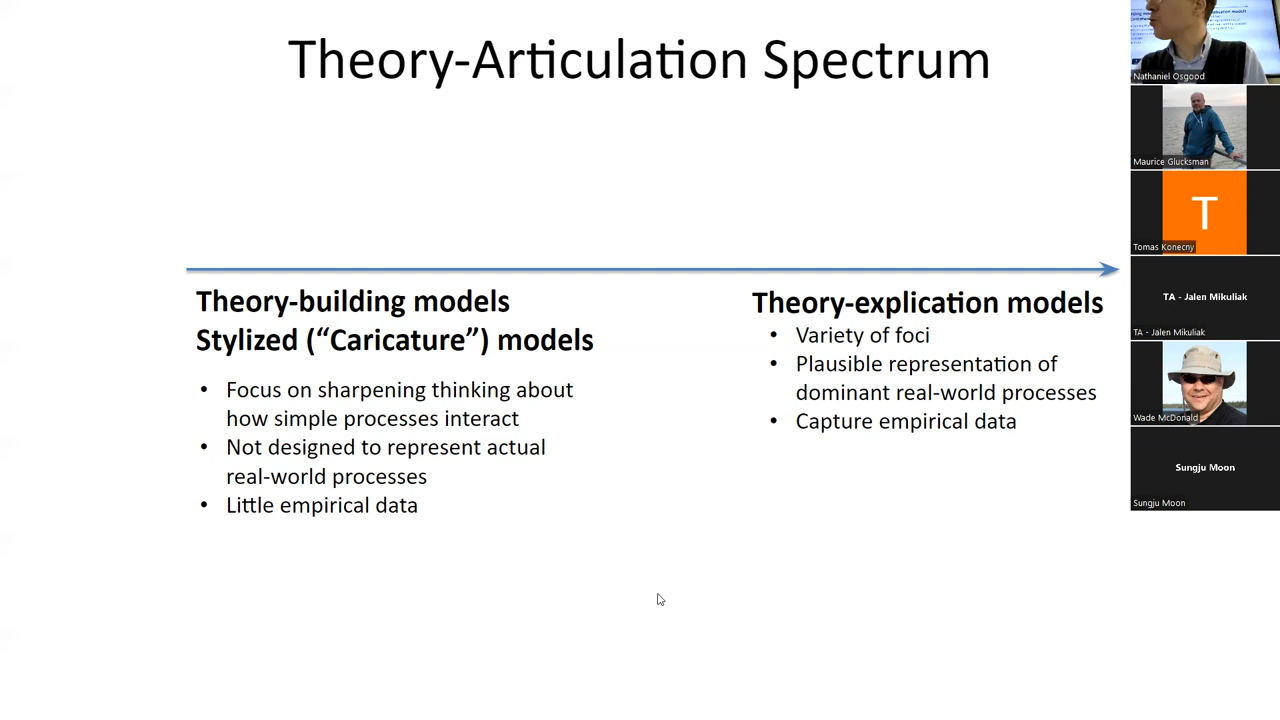 Theory-Articulation Spectrum
Theory-building models
Stylized (“Caricature”) models
• Focus on sharpening thinking about
how simple processes interact
• Not designed to represent actual
real-world processes
• Little empirical data
Theory-explication models
• Variety of foci
• Plausible representation of
dominant real-world processes
• Capture empirical data
Nathaniel Osgood
Maurice Glucksman
T
Tomas Konecny
TA - Jalen Mikuliak
TA - Jalen Mikuliak
Wade McDonald
Sungju Moon
Sungju Moon